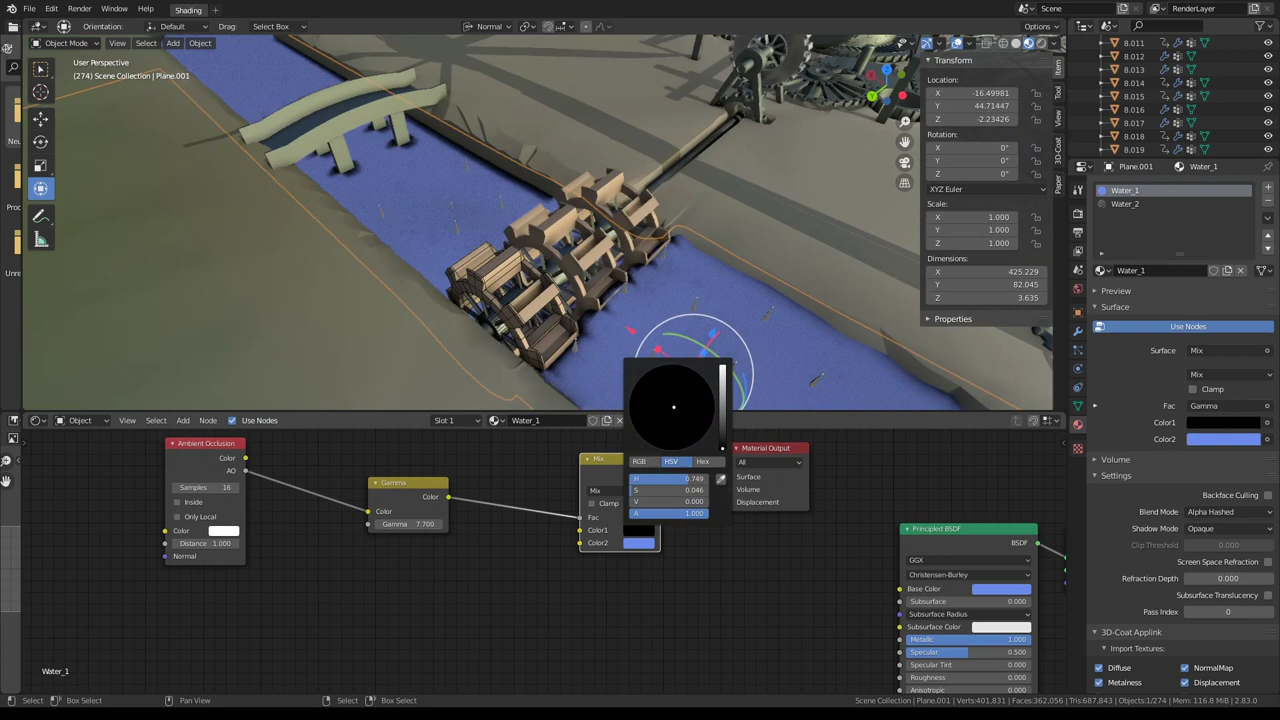 File Edit Render Window Help Shading + Scene RenderLayer
Orientation: Default Drag: Select Box Normal Options
Object Mode View Select Add Object
User Perspective
(274) Scene Collection | Plane.001
Transform
Location:
X -16.49981
Y 44.71447
Z -2.23426
Rotation:
X 0°
Y 0°
Z 0°
XYZ Euler
Scale:
X 1.000
Y 1.000
Z 1.000
Dimensions:
X 425.229
Y 82.045
Z 3.635
Properties
Item
Tool
View
3D-Coat
Paper
8.011
8.012
8.013
8.014
8.015
8.016
8.017
8.018
8.019
Plane.001 Water_1
Water_1
Water_2
Water_1
Preview
Surface
Use Nodes
Surface Mix
Mix
Clamp
Fac Gamma
Color1
Color2
Volume
Settings
Backface Culling
Blend Mode Alpha Hashed
Shadow Mode Opaque
Clip Threshold 0.000
Screen Space Refraction
Refraction Depth 0.000
Subsurface Translucency
Pass Index 0
3D-Coat Applink
Import Textures:
Diffuse NormalMap
Metalness Displacement
Object View Select Add Node Use Nodes Slot 1 Water_1
Ambient Occlusion
Color
AO
Samples 16
Inside
Only Local
Color
Distance 1.000
Normal
Gamma
Color
Color
Gamma 7.700
Mix
Mix
Clamp
Fac
Color1
Color2
RGB HSV Hex
H 0.749
S 0.046
V 0.000
A 1.000
Material Output
All
Surface
Volume
Displacement
Principled BSDF
BSDF
GGX
Christensen-Burley
Base Color
Subsurface 0.000
Subsurface Radius
Subsurface Color
Metallic 1.000
Specular 0.500
Specular Tint 0.000
Roughness 0.000
Anisotropic 0.000
Water_1
Select Box Select Pan View Select Box Select
Scene Collection | Plane.001 | Verts:401,831 | Faces:362,056 | Tris:687,843 | Objects:1/274 | Mem: 116.8 MiB | 2.83.0